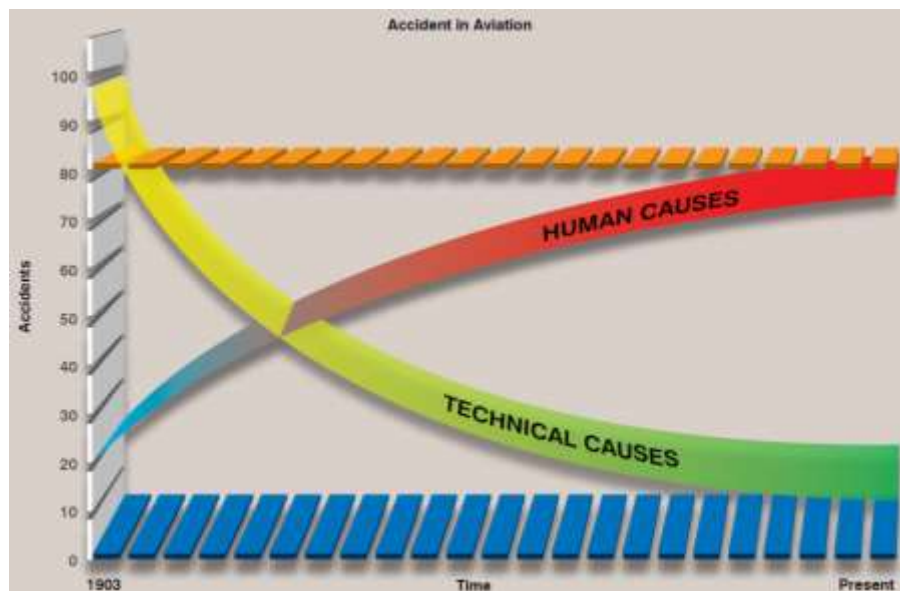 Accident in Aviation
100
90
80
70
60
50
40
30
20
10
0
Accidents
HUMAN CAUSES
TECHNICAL CAUSES
1903
Time
Present